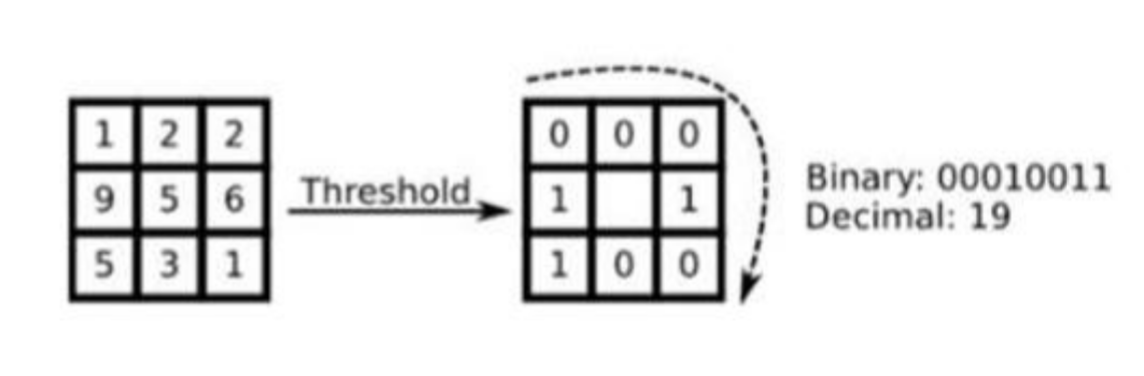 1 2 2
9 5 6
5 3 1
Threshold
0 0 0
1 1
1 0 0
Binary: 00010011
Decimal: 19